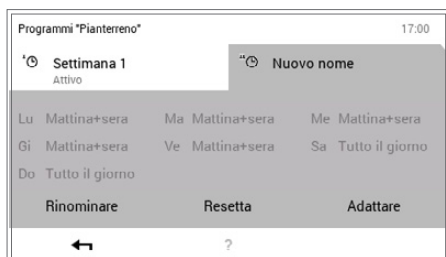 Programmi "Pianterreno" 17:00
Settimana 1 Nuovo nome
Attivo
Lu Mattina+sera Ma Mattina+sera Me Mattina+sera
Gi Mattina+sera Ve Mattina+sera Sa Tutto il giorno
Do Tutto il giorno
Rinominare Resetta Adattare
?